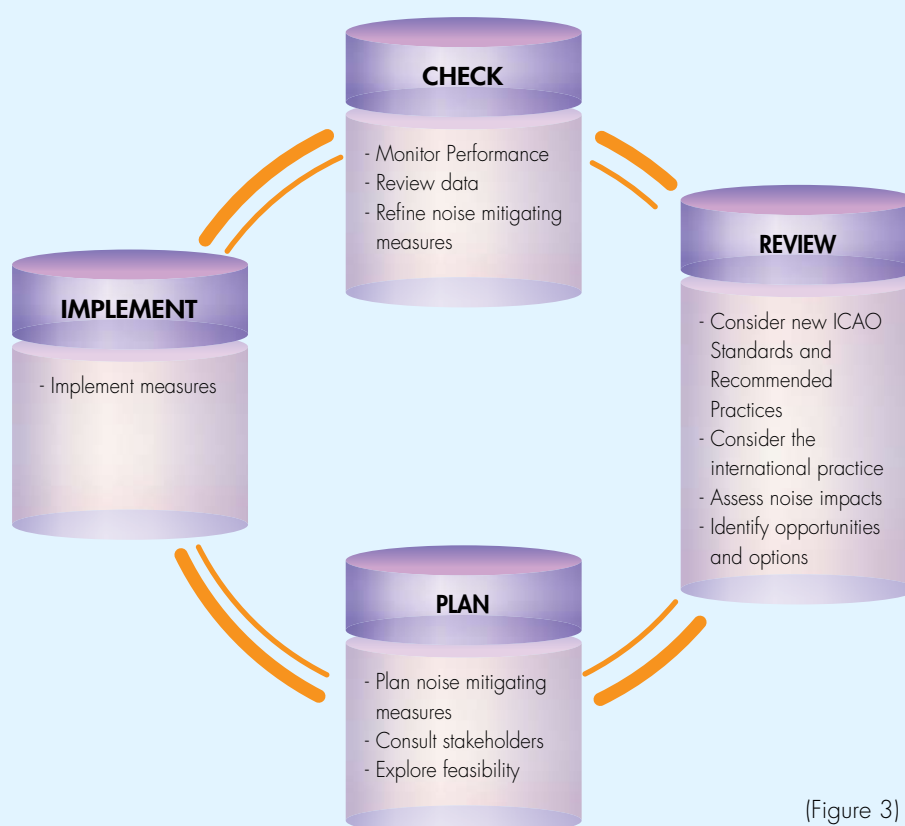 CHECK
- Monitor Performance
- Review data
- Refine noise mitigating
measures
REVIEW
- Consider new ICAO
Standards and
Recommended
Practices
- Consider the
international practice
- Assess noise impacts
- Identify opportunities
and options
IMPLEMENT
- Implement measures
PLAN
- Plan noise mitigating
measures
- Consult stakeholders
- Explore feasibility
(Figure 3)